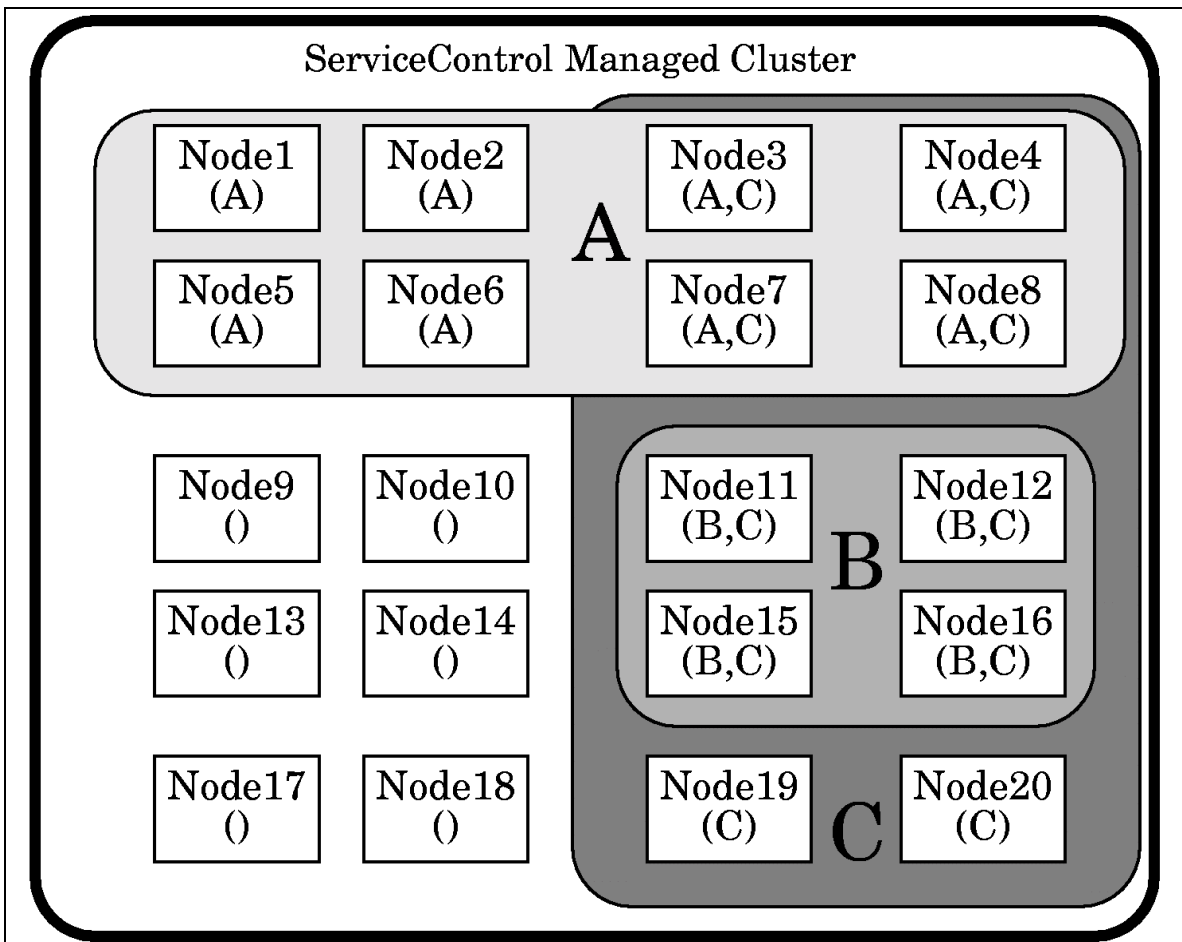 ServiceControl Managed Cluster
Node1
(A)
Node2
(A)
Node3
(A,C)
Node4
(A,C)
A
Node5
(A)
Node6
(A)
Node7
(A,C)
Node8
(A,C)
Node9
()
Node10
()
Node11
(B,C)
Node12
(B,C)
B
Node13
()
Node14
()
Node15
(B,C)
Node16
(B,C)
Node17
()
Node18
()
Node19
(C)
C
Node20
(C)